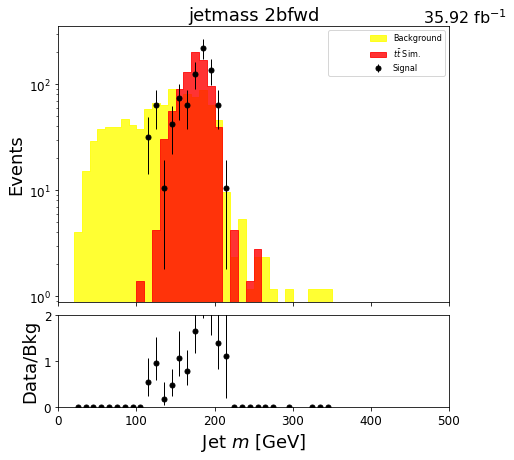 jetmass 2bfwd
35.92 fb⁻¹
Background
tt̄ Sim.
Signal
Events
10²
10¹
10⁰
Data/Bkg
2
1
0
0 100 200 300 400 500
Jet m [GeV]